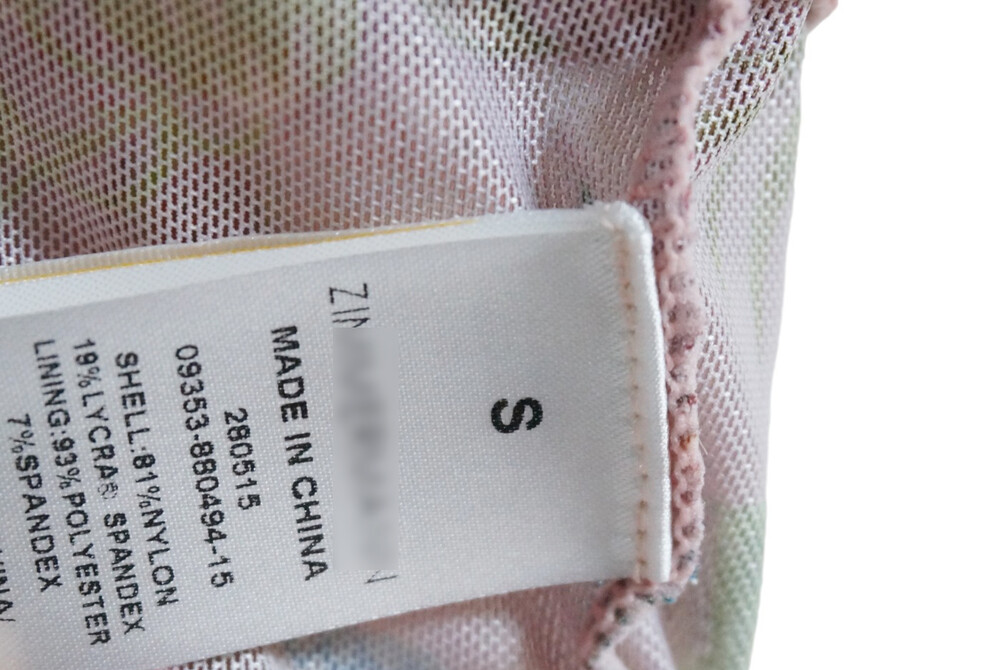 S
MADE IN CHINA
280515
09353-880494-15
SHELL:81%NYLON
19%LYCRA® SPANDEX
LINING:93%POLYESTER
7%SPANDEX